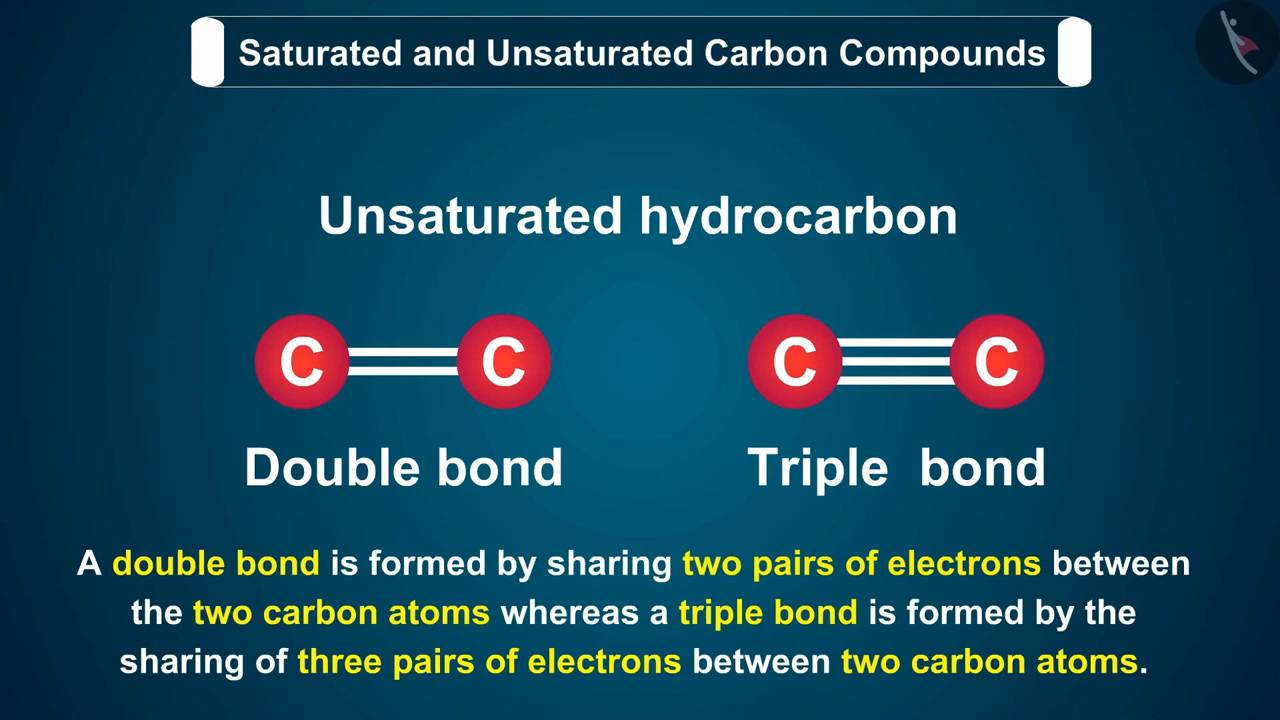 Saturated and Unsaturated Carbon Compounds
Unsaturated hydrocarbon
C C C C
Double bond Triple bond
A double bond is formed by sharing two pairs of electrons between
the two carbon atoms whereas a triple bond is formed by the
sharing of three pairs of electrons between two carbon atoms.